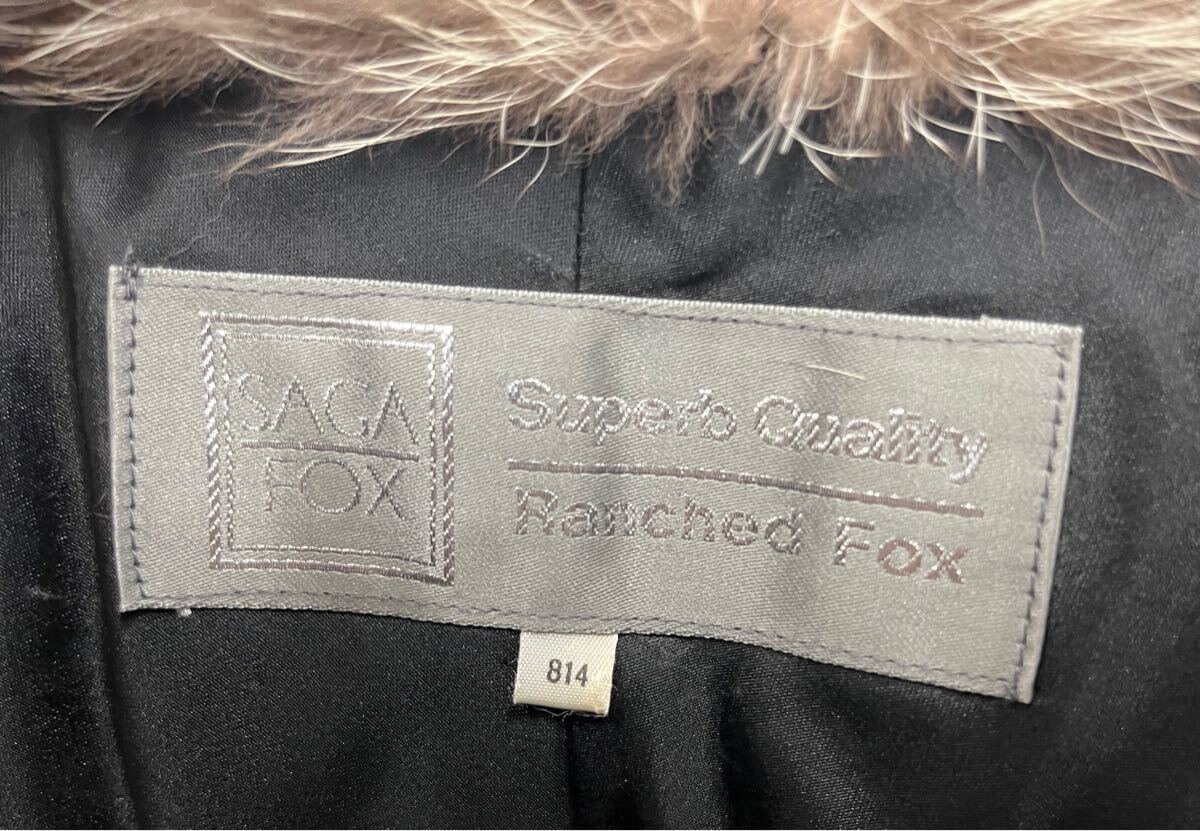 SAGA
FOX
Superb Quality
Ranched Fox
814